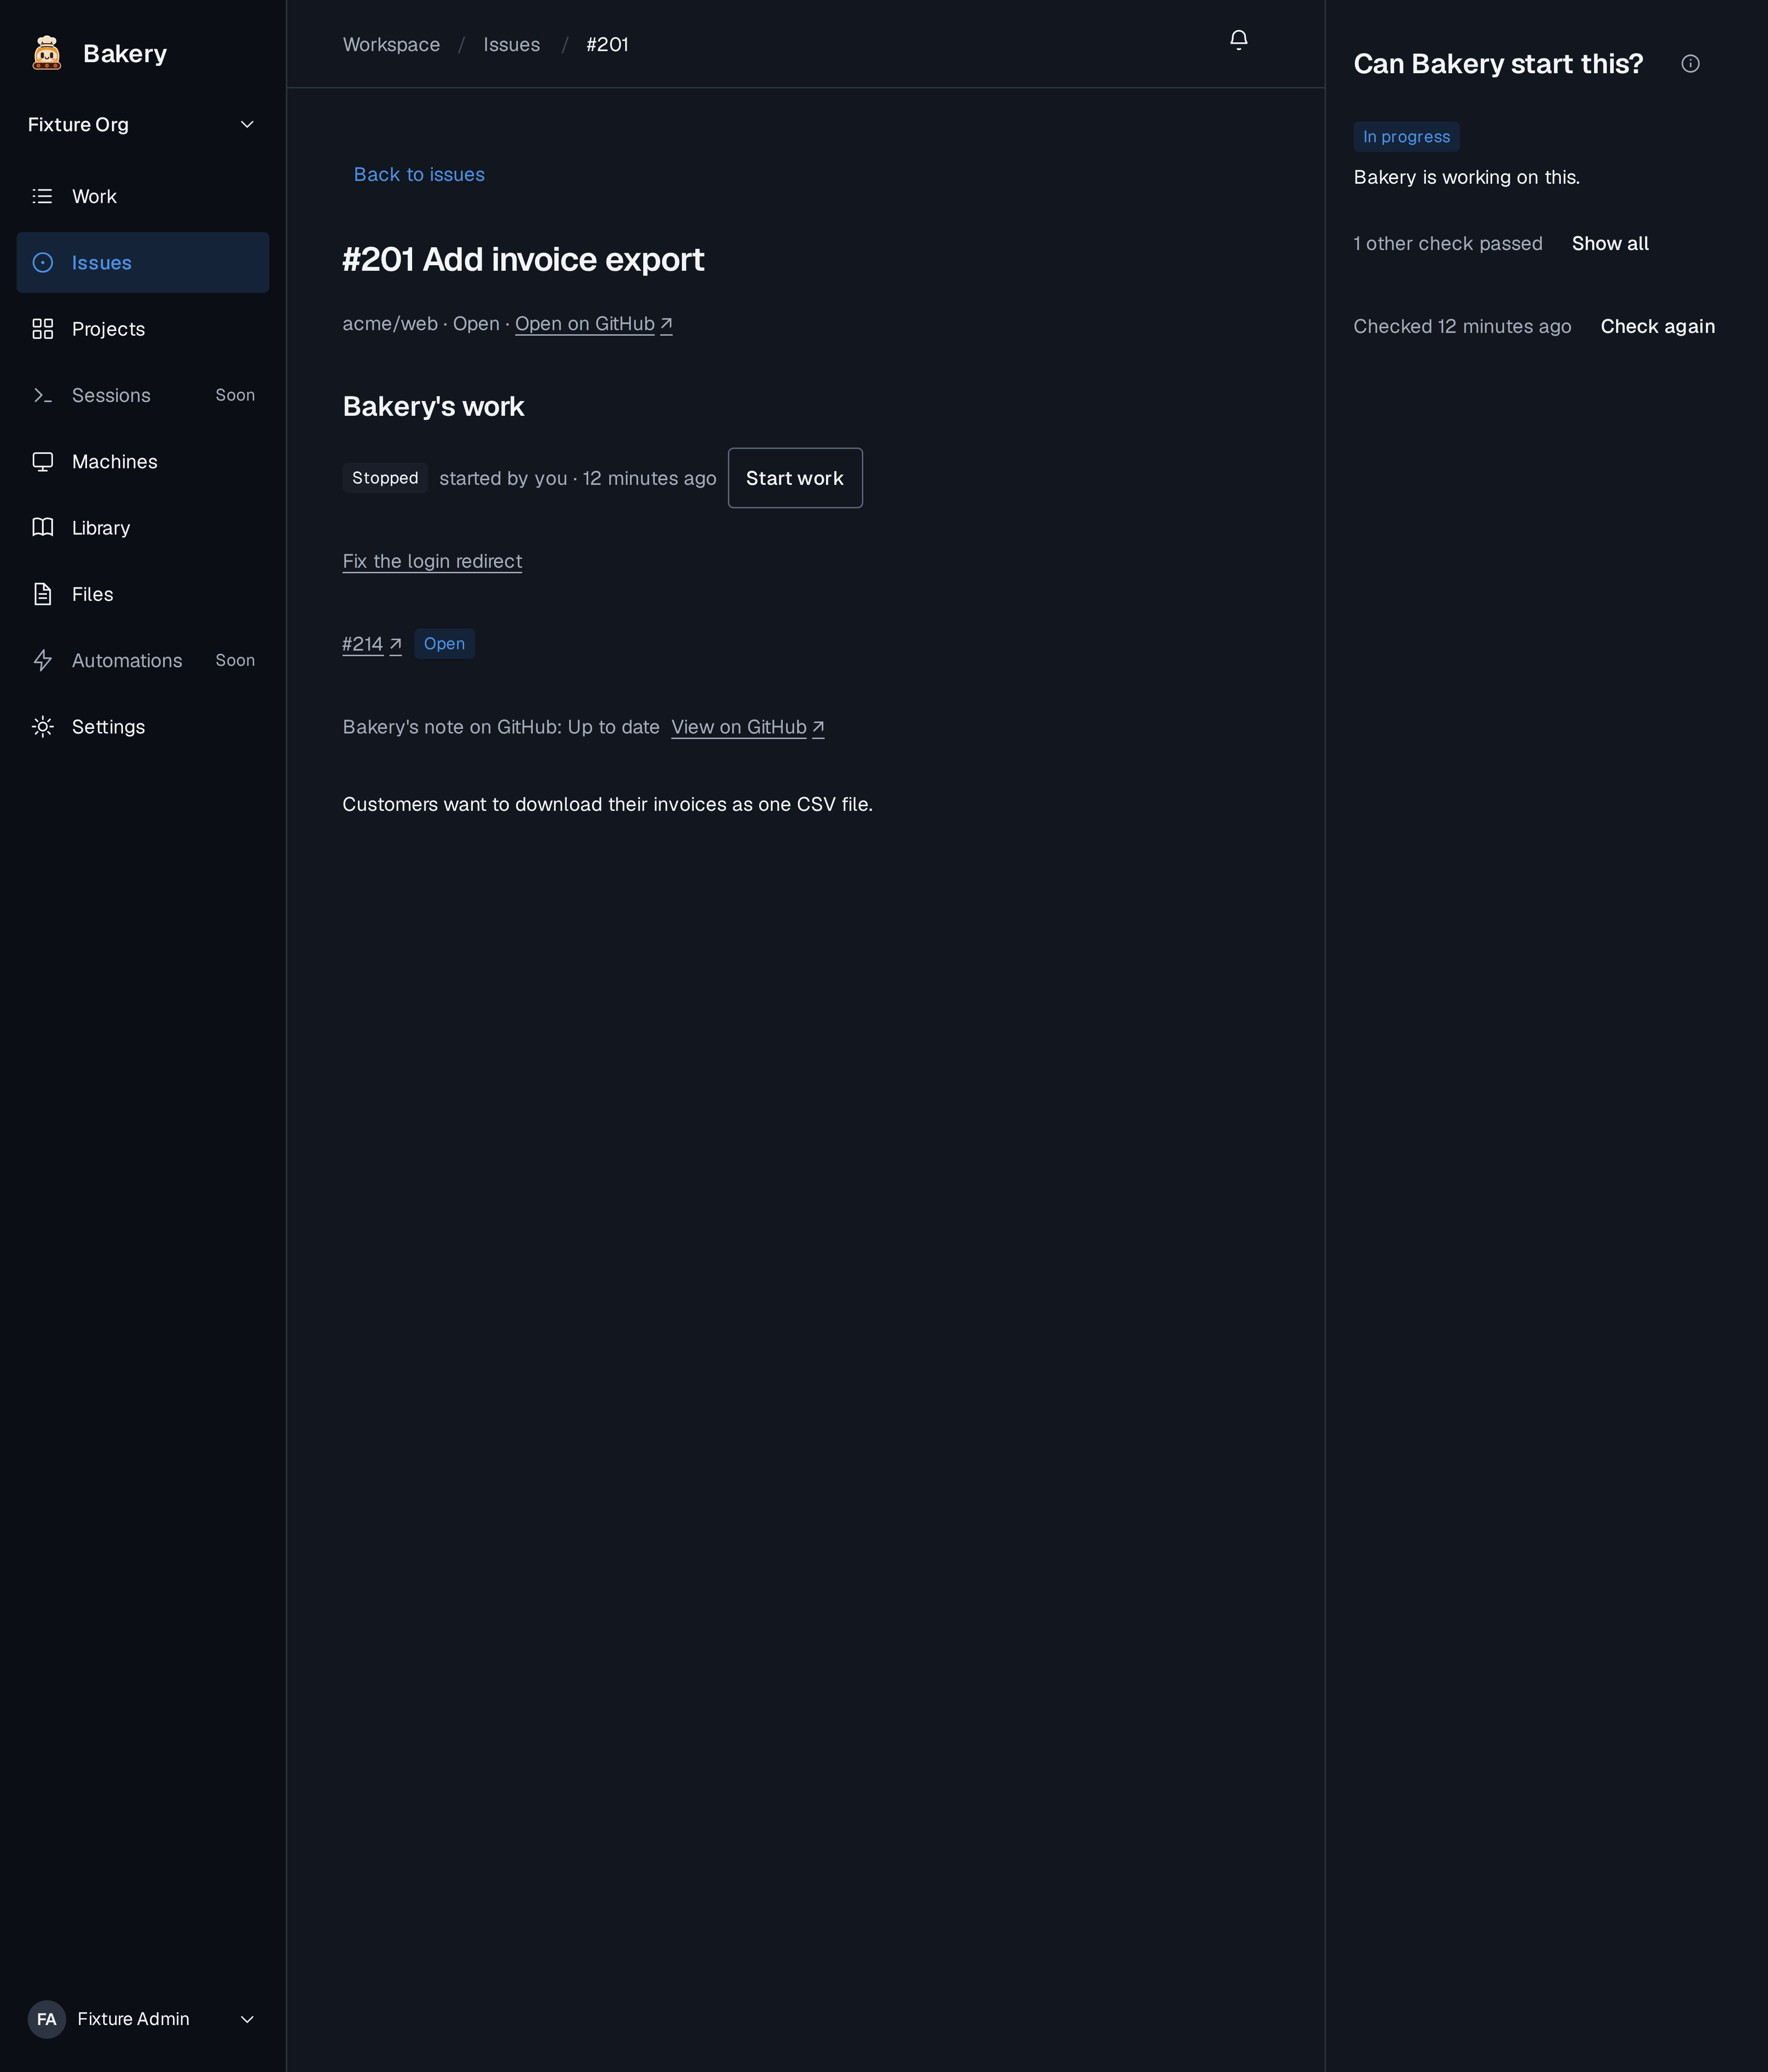 Bakery
Fixture Org
Work
Issues
Projects
Sessions Soon
Machines
Library
Files
Automations Soon
Settings
FA Fixture Admin
Workspace / Issues / #201
Back to issues
#201 Add invoice export
acme/web · Open · Open on GitHub ↗
Bakery's work
Stopped started by you · 12 minutes ago Start work
Fix the login redirect
#214 ↗ Open
Bakery's note on GitHub: Up to date View on GitHub ↗
Customers want to download their invoices as one CSV file.
Can Bakery start this?
In progress
Bakery is working on this.
1 other check passed Show all
Checked 12 minutes ago Check again